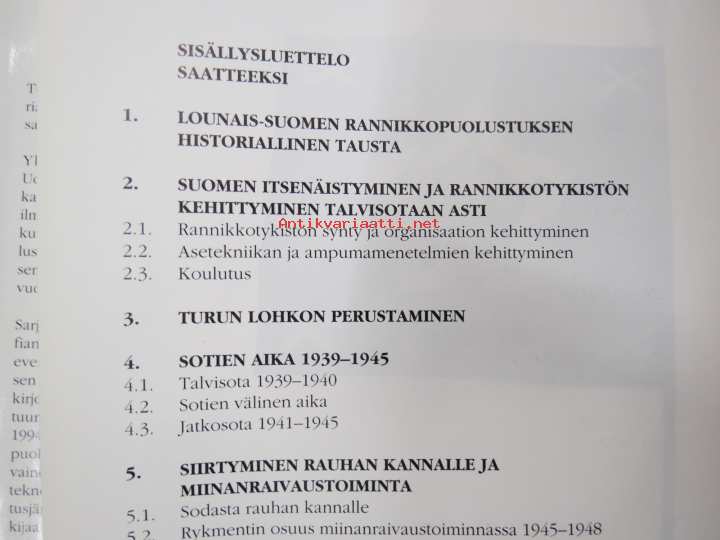 SISÄLLYSLUETTELO
SAATTEEKSI
1. LOUNAIS-SUOMEN RANNIKKOPUOLUSTUKSEN
HISTORIALLINEN TAUSTA
2. SUOMEN ITSENÄISTYMINEN JA RANNIKKOTYKISTÖN
KEHITTYMINEN TALVISOTAAN ASTI
Antikvariaatti.net
2.1. Rannikkotykistön synty ja organisaation kehittyminen
2.2. Asetekniikan ja ampumamenetelmien kehittyminen
2.3. Koulutus
3. TURUN LOHKON PERUSTAMINEN
4. SOTIEN AIKA 1939–1945
4.1. Talvisota 1939–1940
4.2. Sotien välinen aika
4.3. Jatkosota 1941–1945
5. SIIRTYMINEN RAUHAN KANNALLE JA
MIINANRAIVAUSTOIMINTA
5.1. Sodasta rauhan kannalle
5.2. Rykmentin osuus miinanraivaustoiminnassa 1945–1948